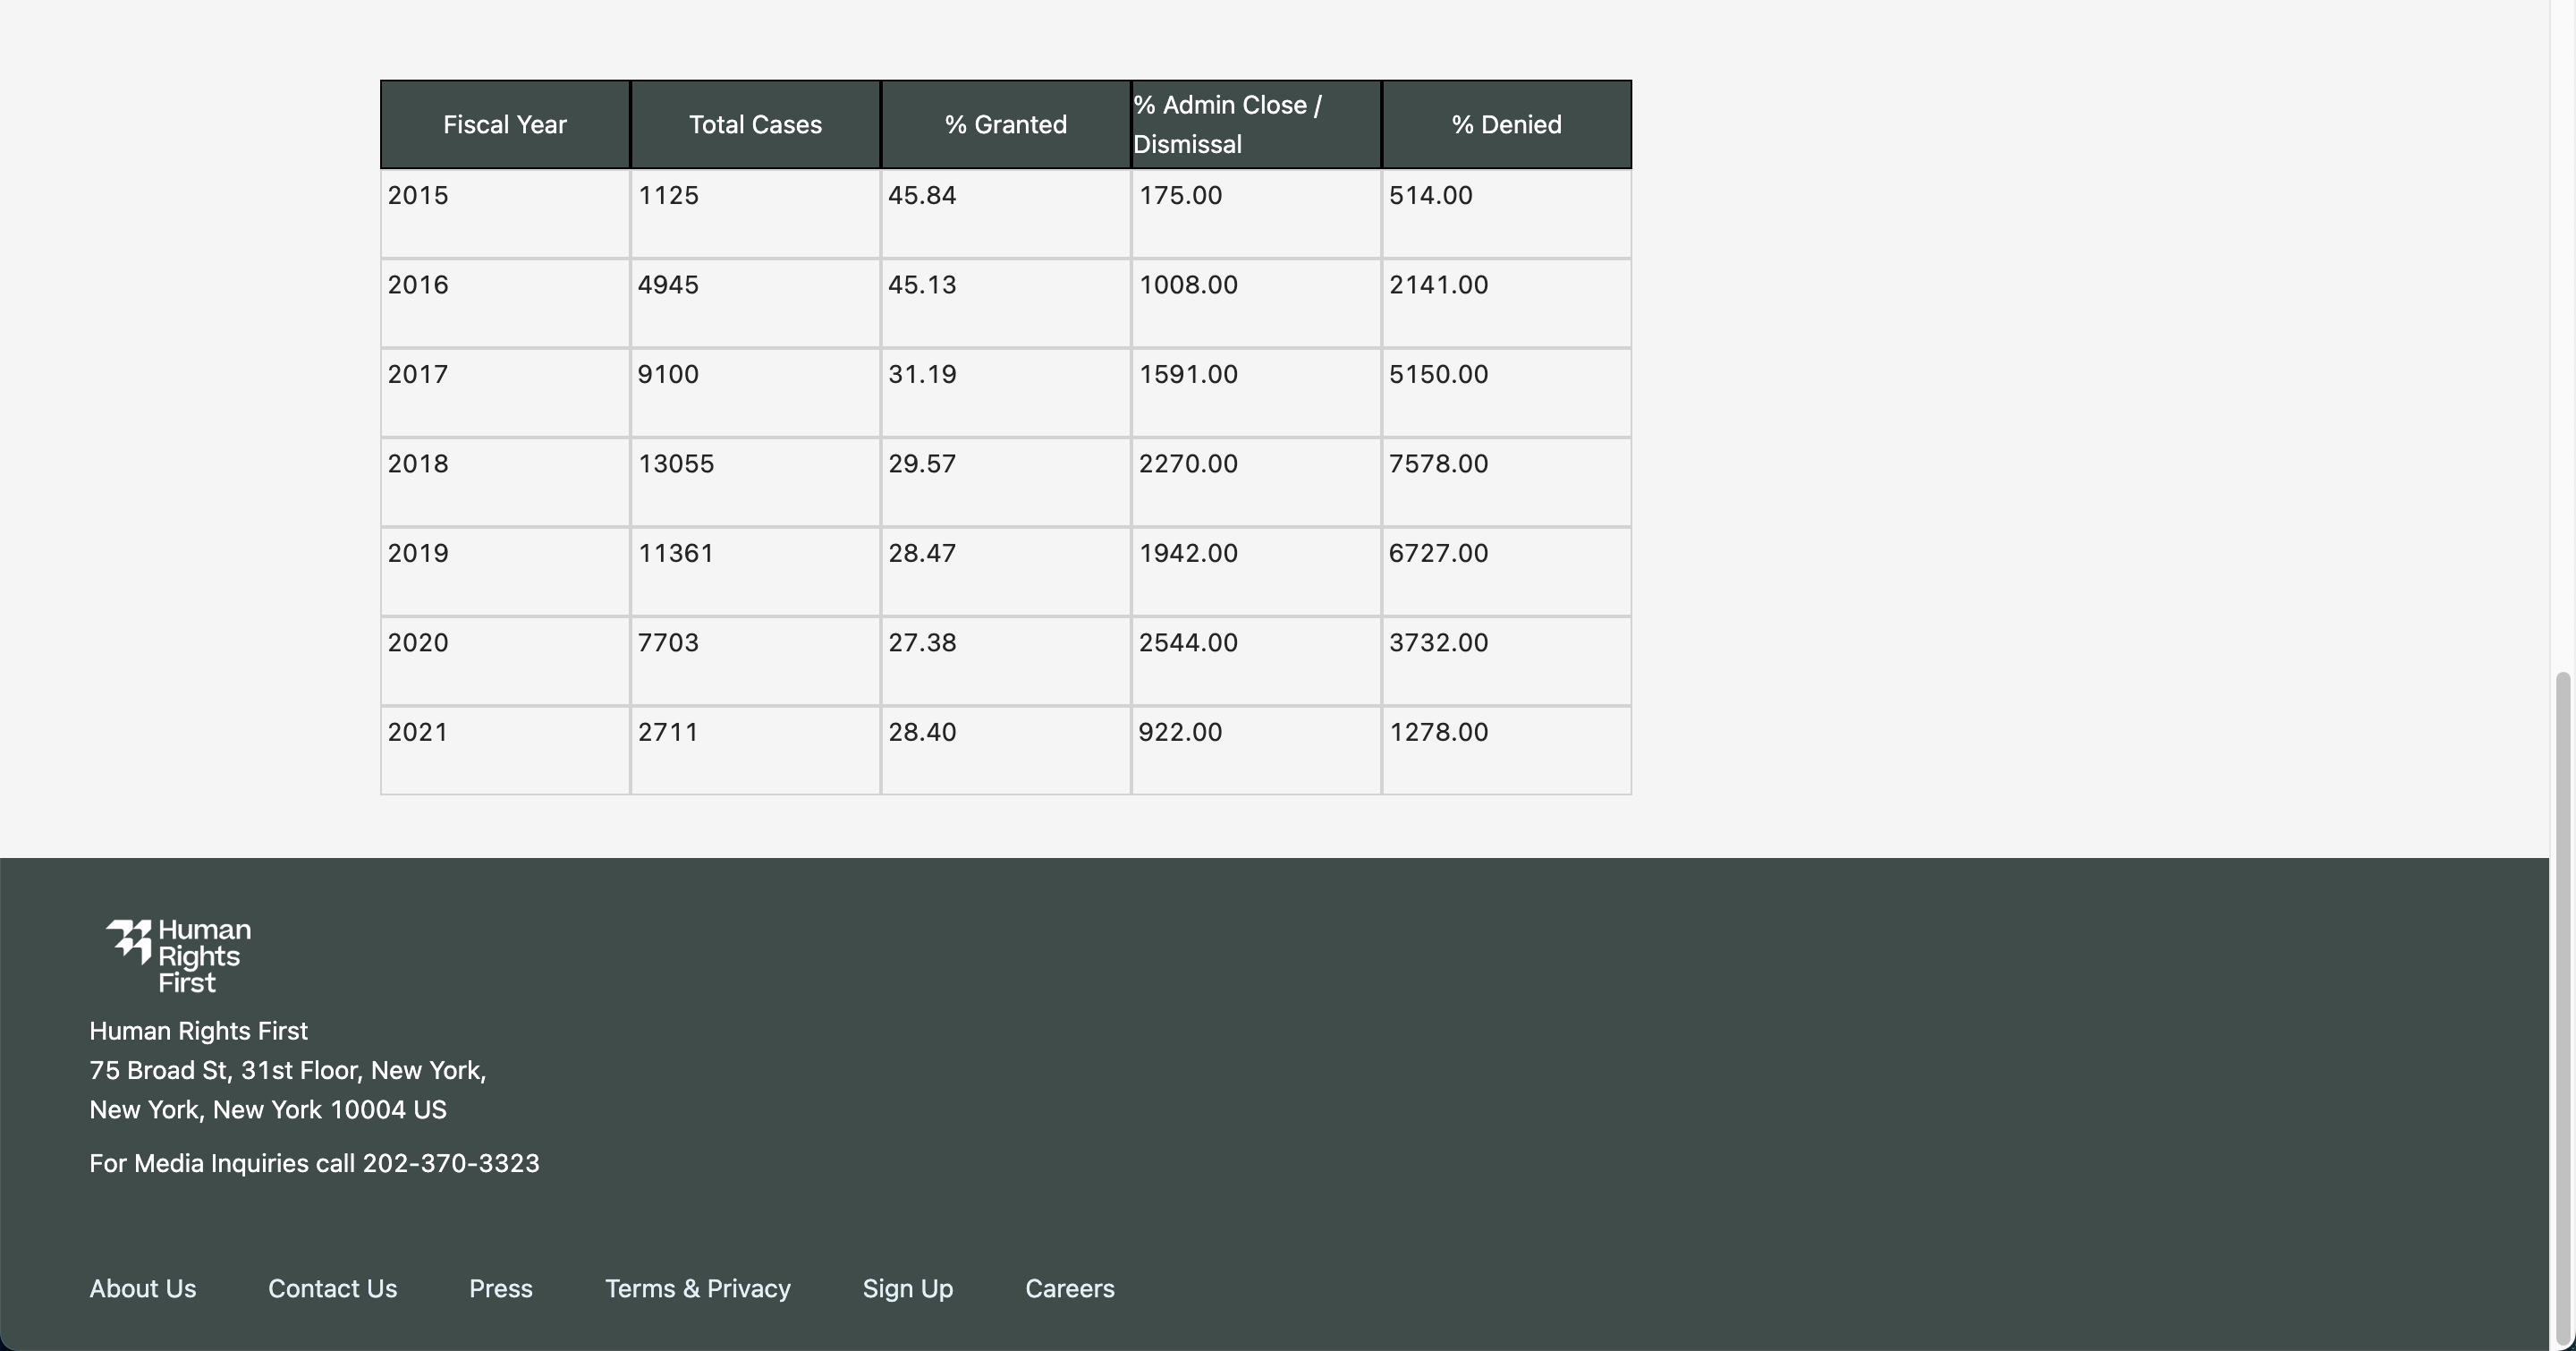 Fiscal Year Total Cases % Granted % Admin Close / Dismissal % Denied
2015 1125 45.84 175.00 514.00
2016 4945 45.13 1008.00 2141.00
2017 9100 31.19 1591.00 5150.00
2018 13055 29.57 2270.00 7578.00
2019 11361 28.47 1942.00 6727.00
2020 7703 27.38 2544.00 3732.00
2021 2711 28.40 922.00 1278.00
Human
Rights
First
Human Rights First
75 Broad St, 31st Floor, New York,
New York, New York 10004 US
For Media Inquiries call 202-370-3323
About Us Contact Us Press Terms & Privacy Sign Up Careers